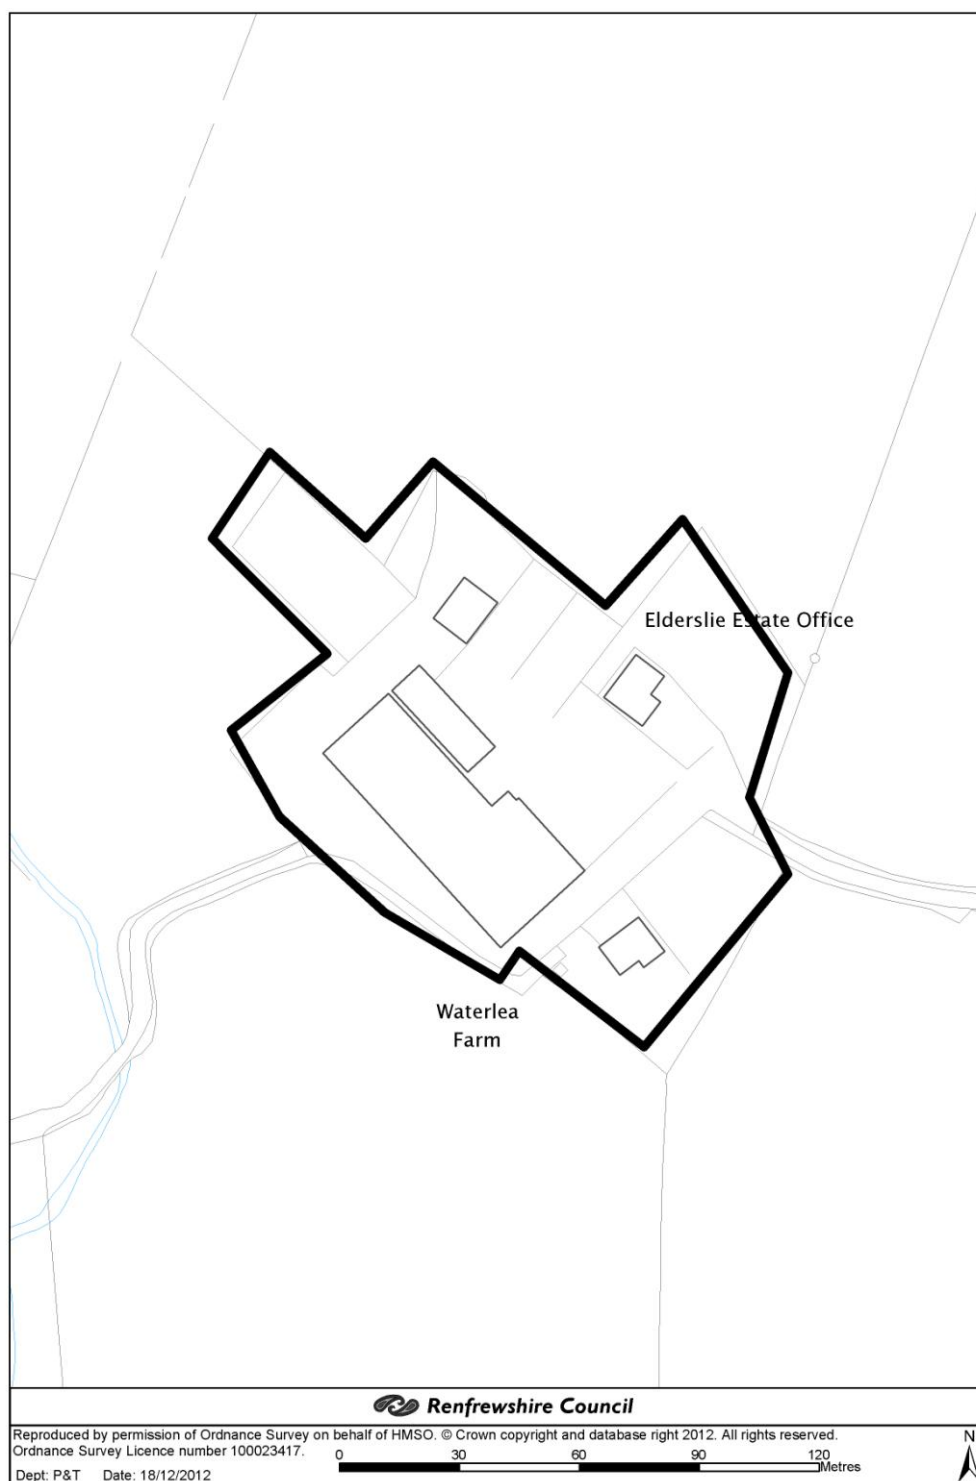 Elderslie Estate Office
Waterlea
Farm
Renfrewshire Council
Reproduced by permission of Ordnance Survey on behalf of HMSO. © Crown copyright and database right 2012. All rights reserved.
Ordnance Survey Licence number 100023417.
0 30 60 90 120
Metres
N
Dept: P&T Date: 18/12/2012